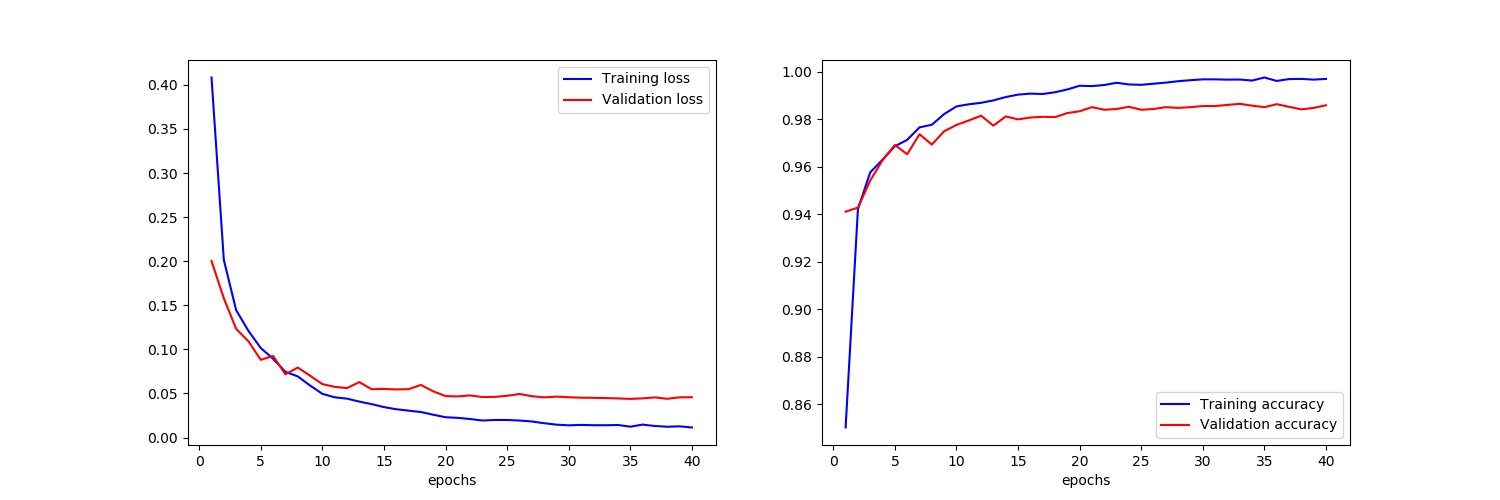 0.40
0.35
0.30
0.25
0.20
0.15
0.10
0.05
0.00
0 5 10 15 20 25 30 35 40
epochs
Training loss
Validation loss
1.00
0.98
0.96
0.94
0.92
0.90
0.88
0.86
0 5 10 15 20 25 30 35 40
epochs
Training accuracy
Validation accuracy